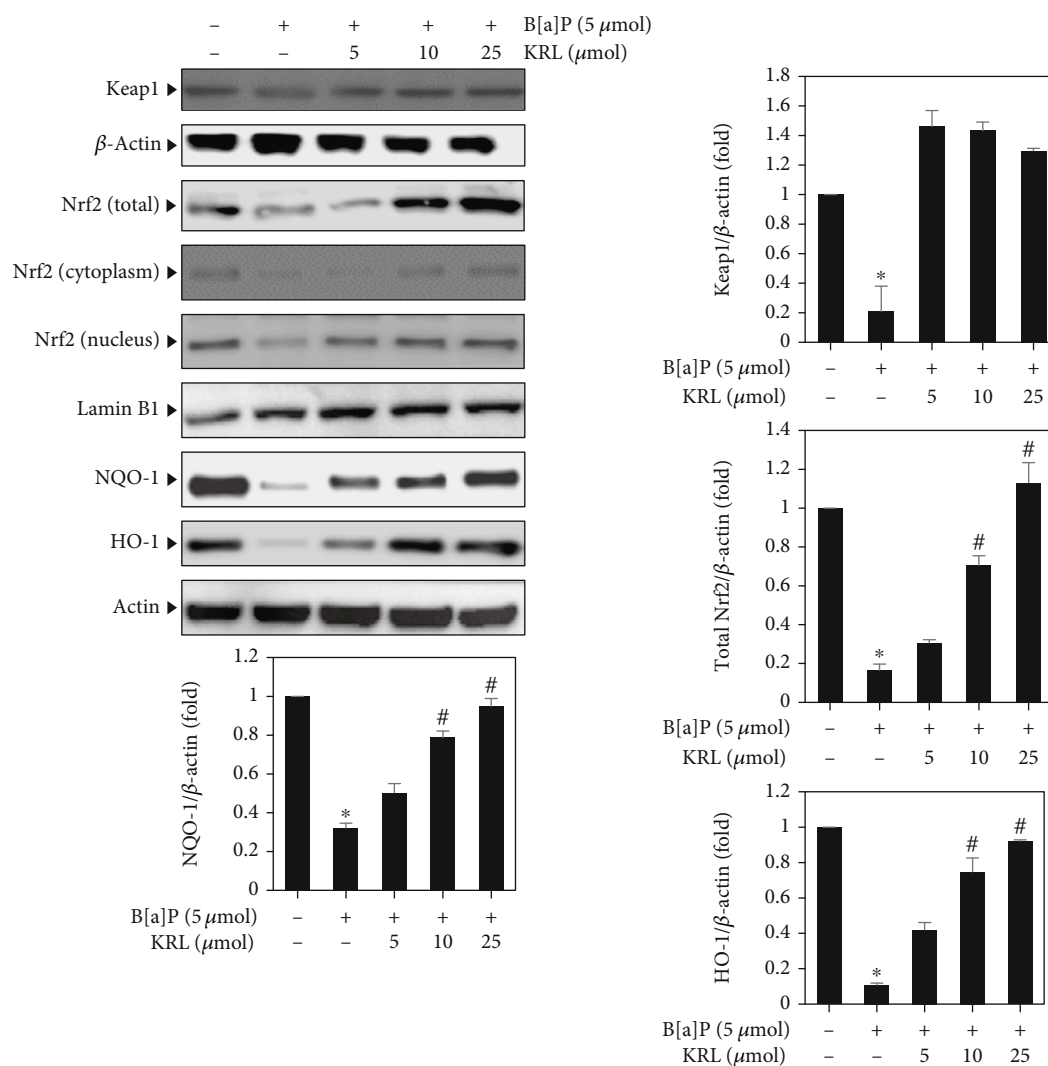 – + + + + B[a]P (5 μmol)
– – 5 10 25 KRL (μmol)
Keap1
β-Actin
Nrf2 (total)
Nrf2 (cytoplasm)
Nrf2 (nucleus)
Lamin B1
NQO-1
HO-1
Actin
NQO-1/β-actin (fold)
1.2
1
0.8
0.6
0.4
0.2
0
*
#
#
B[a]P (5 μmol) – + + + +
KRL (μmol) – – 5 10 25
Keap1/β-actin (fold)
1.8
1.6
1.4
1.2
1
0.8
0.6
0.4
0.2
0
*
B[a]P (5 μmol) – + + + +
KRL (μmol) – – 5 10 25
Total Nrf2/β-actin (fold)
1.4
1.2
1
0.8
0.6
0.4
0.2
0
*
#
#
B[a]P (5 μmol) – + + + +
KRL (μmol) – – 5 10 25
HO-1/β-actin (fold)
1.2
1
0.8
0.6
0.4
0.2
0
*
#
#
B[a]P (5 μmol) – + + + +
KRL (μmol) – – 5 10 25